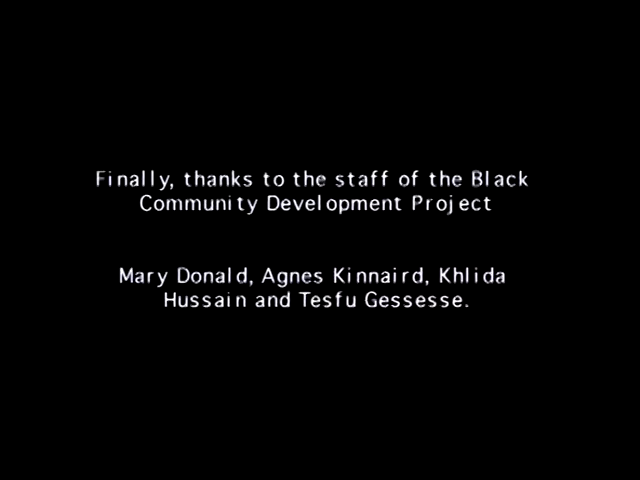 Finally, thanks to the staff of the Black
Community Development Project
Mary Donald, Agnes Kinnaird, Khlida
Hussain and Tesfu Gessesse.